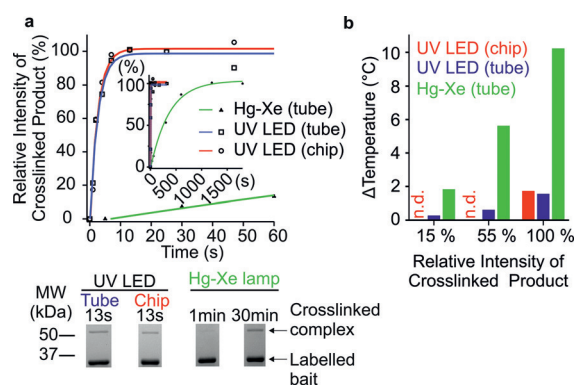 a
Relative Intensity of
Crosslinked Product (%)
100
80
60
40
20
0
(%)
100
50
0
0
500
1000
1500
(s)
Hg-Xe (tube)
UV LED (tube)
UV LED (chip)
0 10 20 30 40 50 60
Time (s)
UV LED
Hg-Xe lamp
MW
(kDa)
Tube Chip
13s 13s 1min 30min
50
37
Crosslinked
complex
Labelled
bait
b
UV LED (chip)
UV LED (tube)
Hg-Xe (tube)
ΔTemperature (°C)
10
8
6
4
2
0
n.d. n.d.
15 % 55 % 100 %
Relative Intensity of
Crosslinked Product